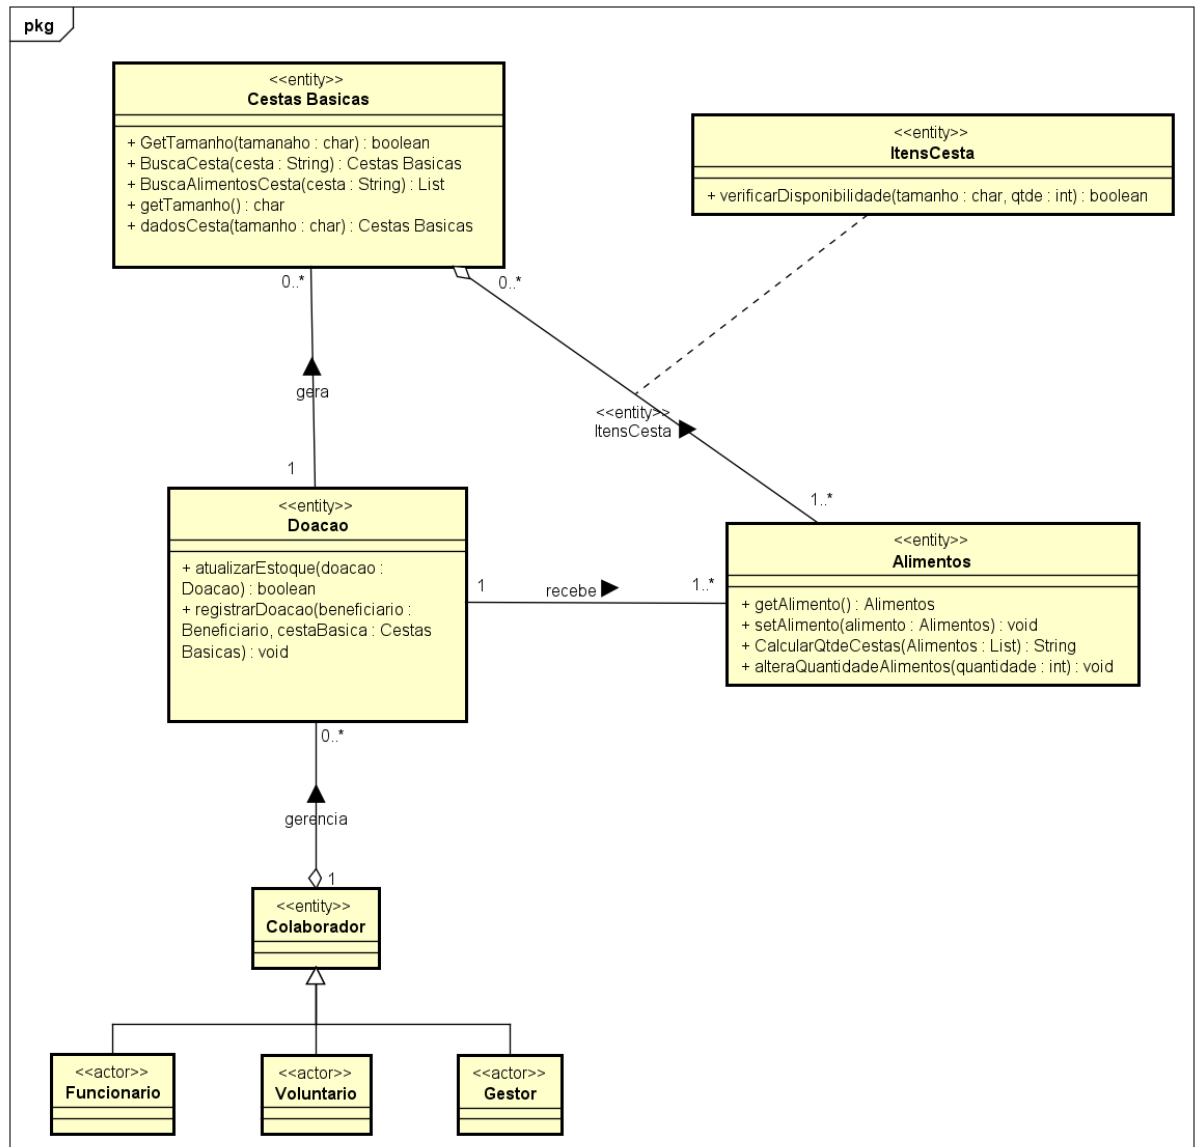 pkg
<<entity>>
Cestas Basicas
+ GetTamanho(tamanaho : char) : boolean
+ BuscaCesta(cesta : String) : Cestas Basicas
+ BuscaAlimentosCesta(cesta : String) : List
+ getTamanho() : char
+ dadosCesta(tamanho : char) : Cestas Basicas
<<entity>>
ItensCesta
+ verificarDisponibilidade(tamanho : char, qtde : int) : boolean
0..*
0..*
gera
<<entity>>
ItensCesta
1
1..*
<<entity>>
Doacao
+ atualizarEstoque(doacao :
Doacao) : boolean
+ registrarDoacao(beneficiario :
Beneficiario, cestaBasica : Cestas
Basicas) : void
1
recebe
1..*
<<entity>>
Alimentos
+ getAlimento() : Alimentos
+ setAlimento(alimento : Alimentos) : void
+ CalcularQtdeCestas(Alimentos : List) : String
+ alteraQuantidadeAlimentos(quantidade : int) : void
0..*
gerencia
1
<<entity>>
Colaborador
<<actor>>
Funcionario
<<actor>>
Voluntario
<<actor>>
Gestor